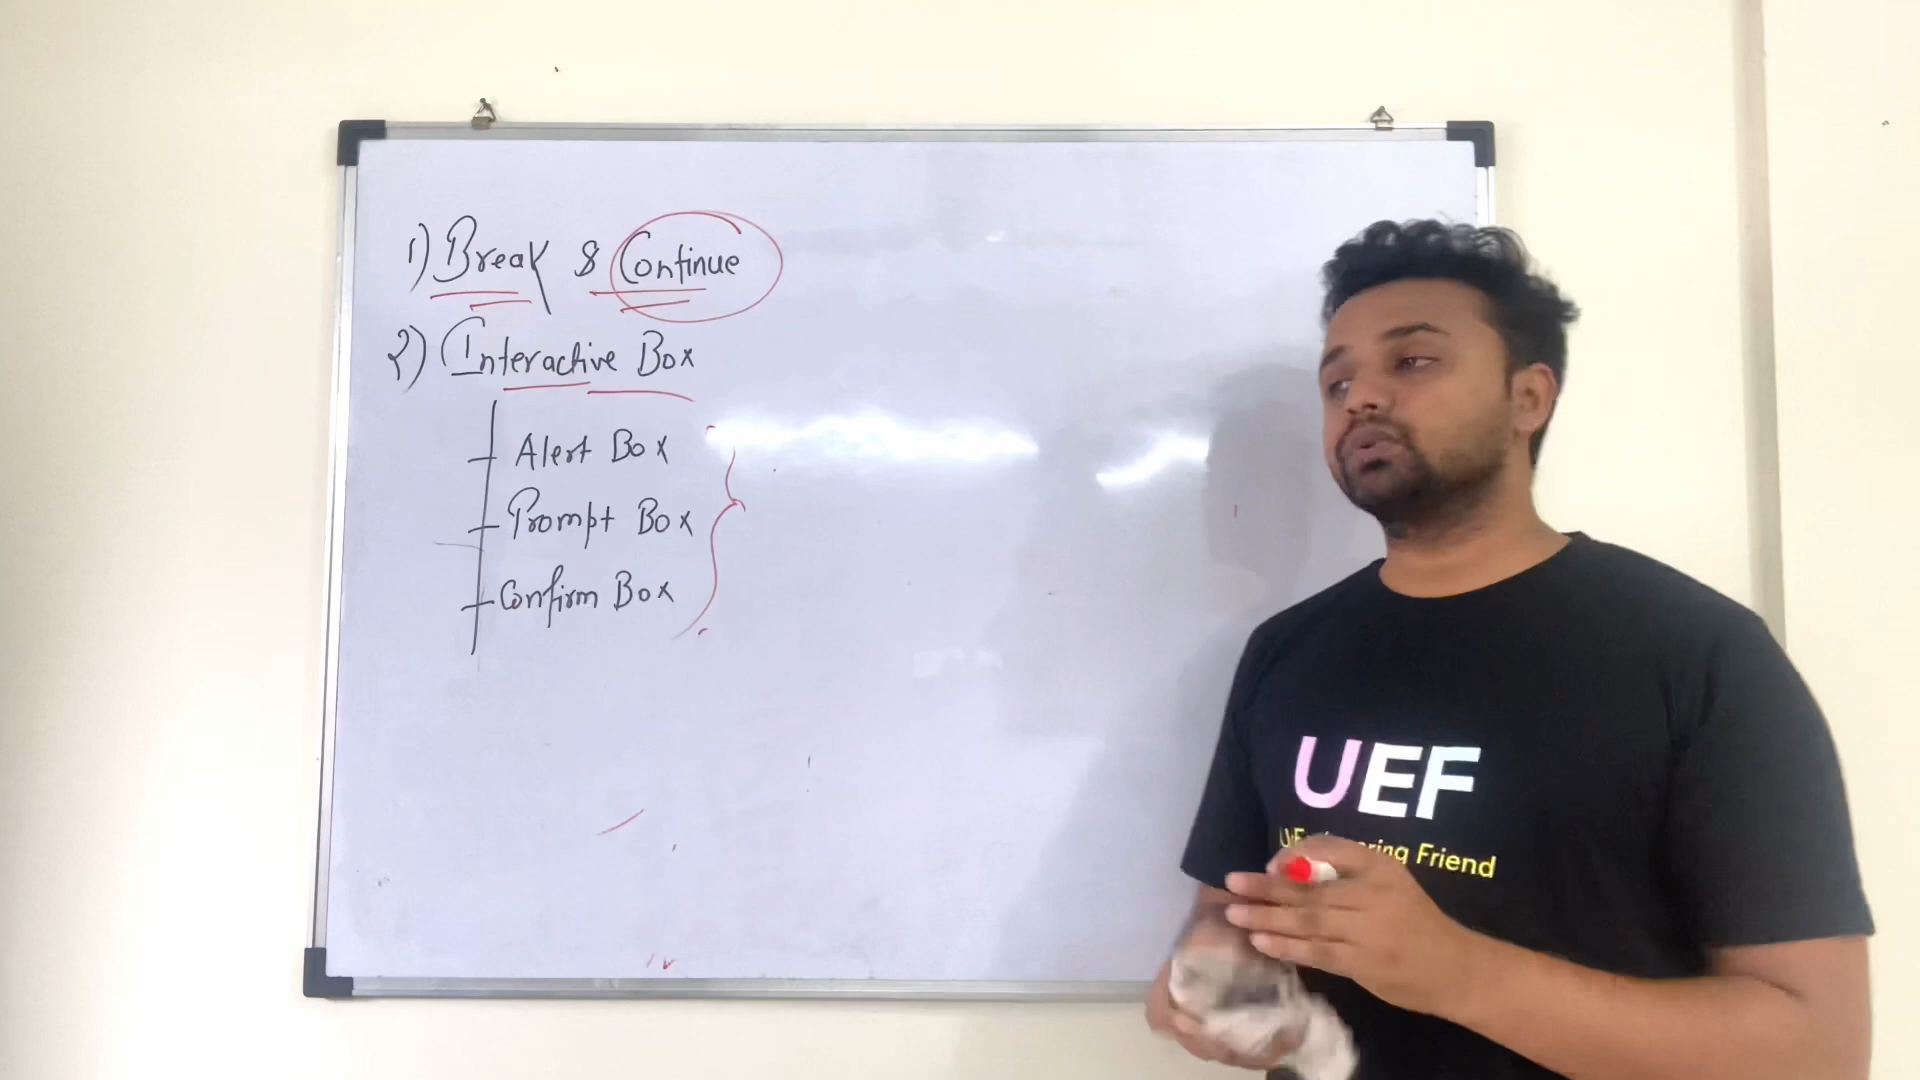 1) Break & Continue
2) Interactive Box
Alert Box
Prompt Box
Confirm Box
UEF
Friend